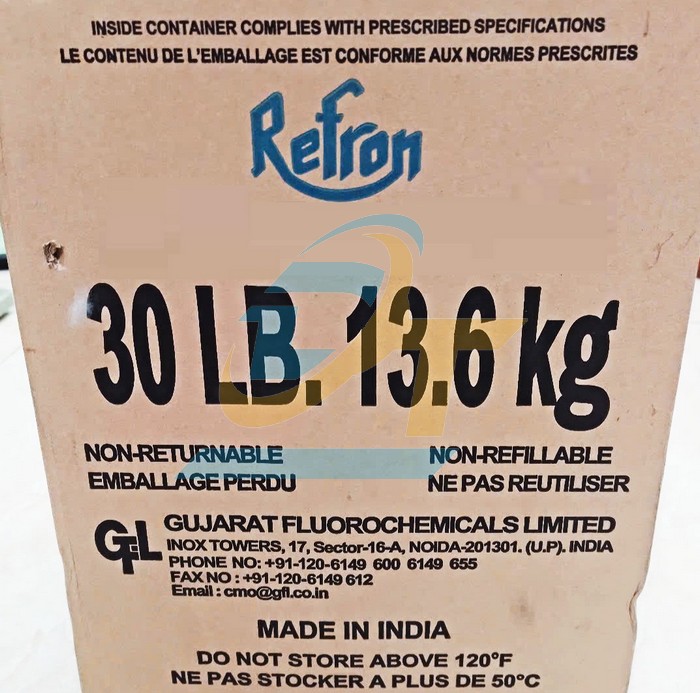 INSIDE CONTAINER COMPLIES WITH PRESCRIBED SPECIFICATIONS
LE CONTENU DE L'EMBALLAGE EST CONFORME AUX NORMES PRESCRITES
Refron
30 LB. 13.6 kg
NON-RETURNABLE NON-REFILLABLE
EMBALLAGE PERDU NE PAS REUTILISER
GFL GUJARAT FLUOROCHEMICALS LIMITED
INOX TOWERS, 17, Sector-16-A, NOIDA-201301. (U.P). INDIA
PHONE NO: +91-120-6149 600 6149 655
FAX NO : +91-120-6149 612
Email : cmo@gfl.co.in
MADE IN INDIA
DO NOT STORE ABOVE 120°F
NE PAS STOCKER A PLUS DE 50°C